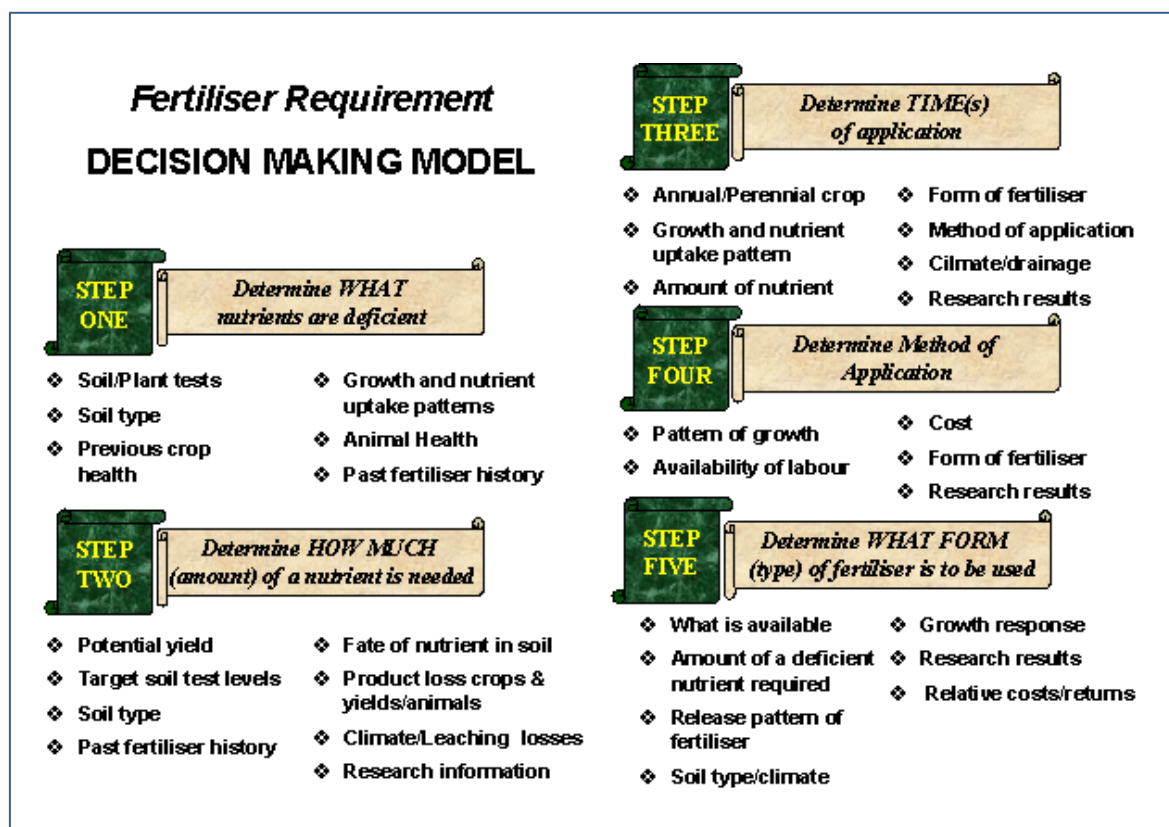 Fertiliser Requirement
DECISION MAKING MODEL
STEP
ONE
Determine WHAT
nutrients are deficient
❖ Soil/Plant tests
❖ Soil type
❖ Previous crop
health
❖ Growth and nutrient
uptake patterns
❖ Animal Health
❖ Past fertiliser history
STEP
TWO
Determine HOW MUCH
(amount) of a nutrient is needed
❖ Potential yield
❖ Target soil test levels
❖ Soil type
❖ Past fertiliser history
❖ Fate of nutrient in soil
❖ Product loss crops &
yields/animals
❖ Climate/Leaching losses
❖ Research information
STEP
THREE
Determine TIME(s)
of application
❖ Annual/Perennial crop
❖ Growth and nutrient
uptake pattern
❖ Amount of nutrient
❖ Form of fertiliser
❖ Method of application
❖ Cilmate/drainage
❖ Research results
STEP
FOUR
Determine Method of
Application
❖ Pattern of growth
❖ Availability of labour
❖ Cost
❖ Form of fertiliser
❖ Research results
STEP
FIVE
Determine WHAT FORM
(type) of fertiliser is to be used
❖ What is available
❖ Amount of a deficient
nutrient required
❖ Release pattern of
fertiliser
❖ Soil type/climate
❖ Growth response
❖ Research results
❖ Relative costs/returns